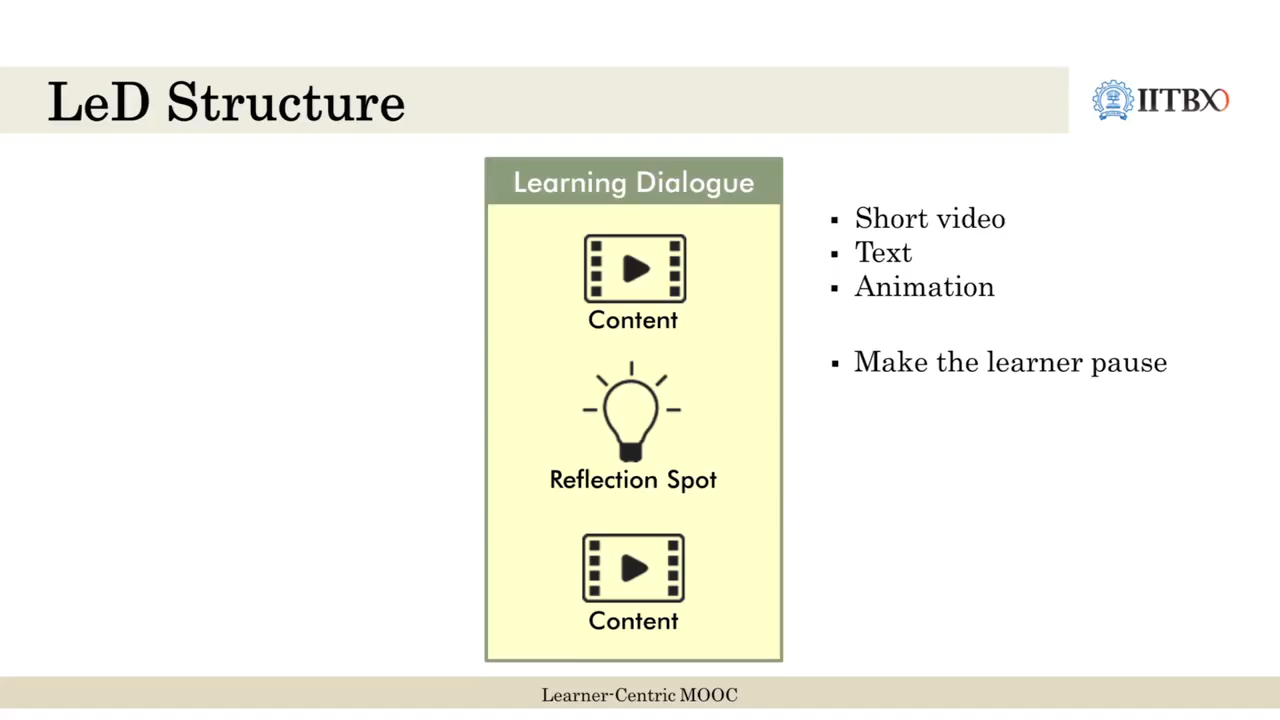 LeD Structure
IITBX
Learning Dialogue
Content
Reflection Spot
Content
▪ Short video
▪ Text
▪ Animation
▪ Make the learner pause
Learner-Centric MOOC